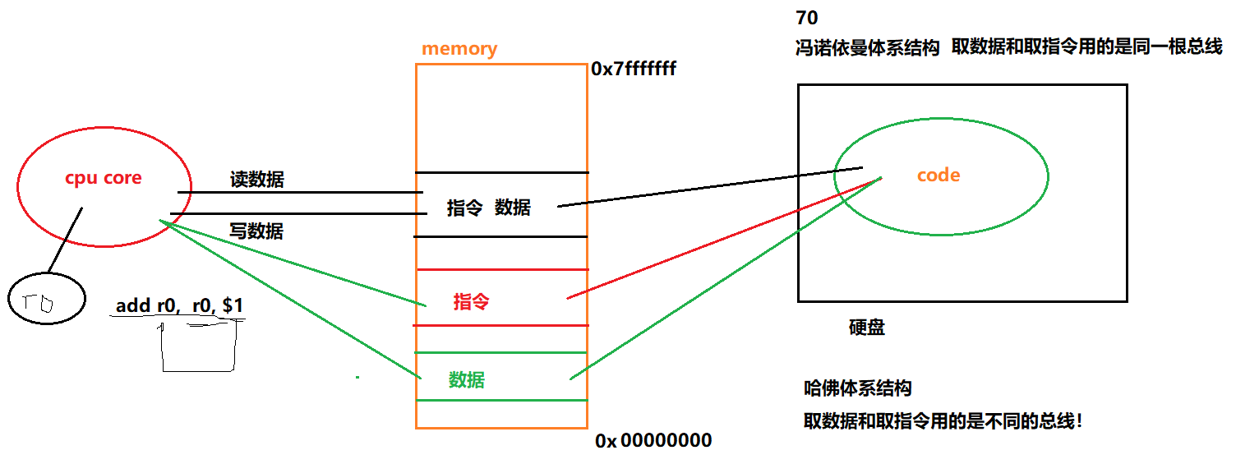 70
冯诺依曼体系结构 取数据和取指令用的是同一根总线
memory
0x7fffffff
cpu core
读数据
指令 数据
写数据
code
r0
add r0, r0, $1
指令
数据
硬盘
哈佛体系结构
取数据和取指令用的是不同的总线！
0x 00000000